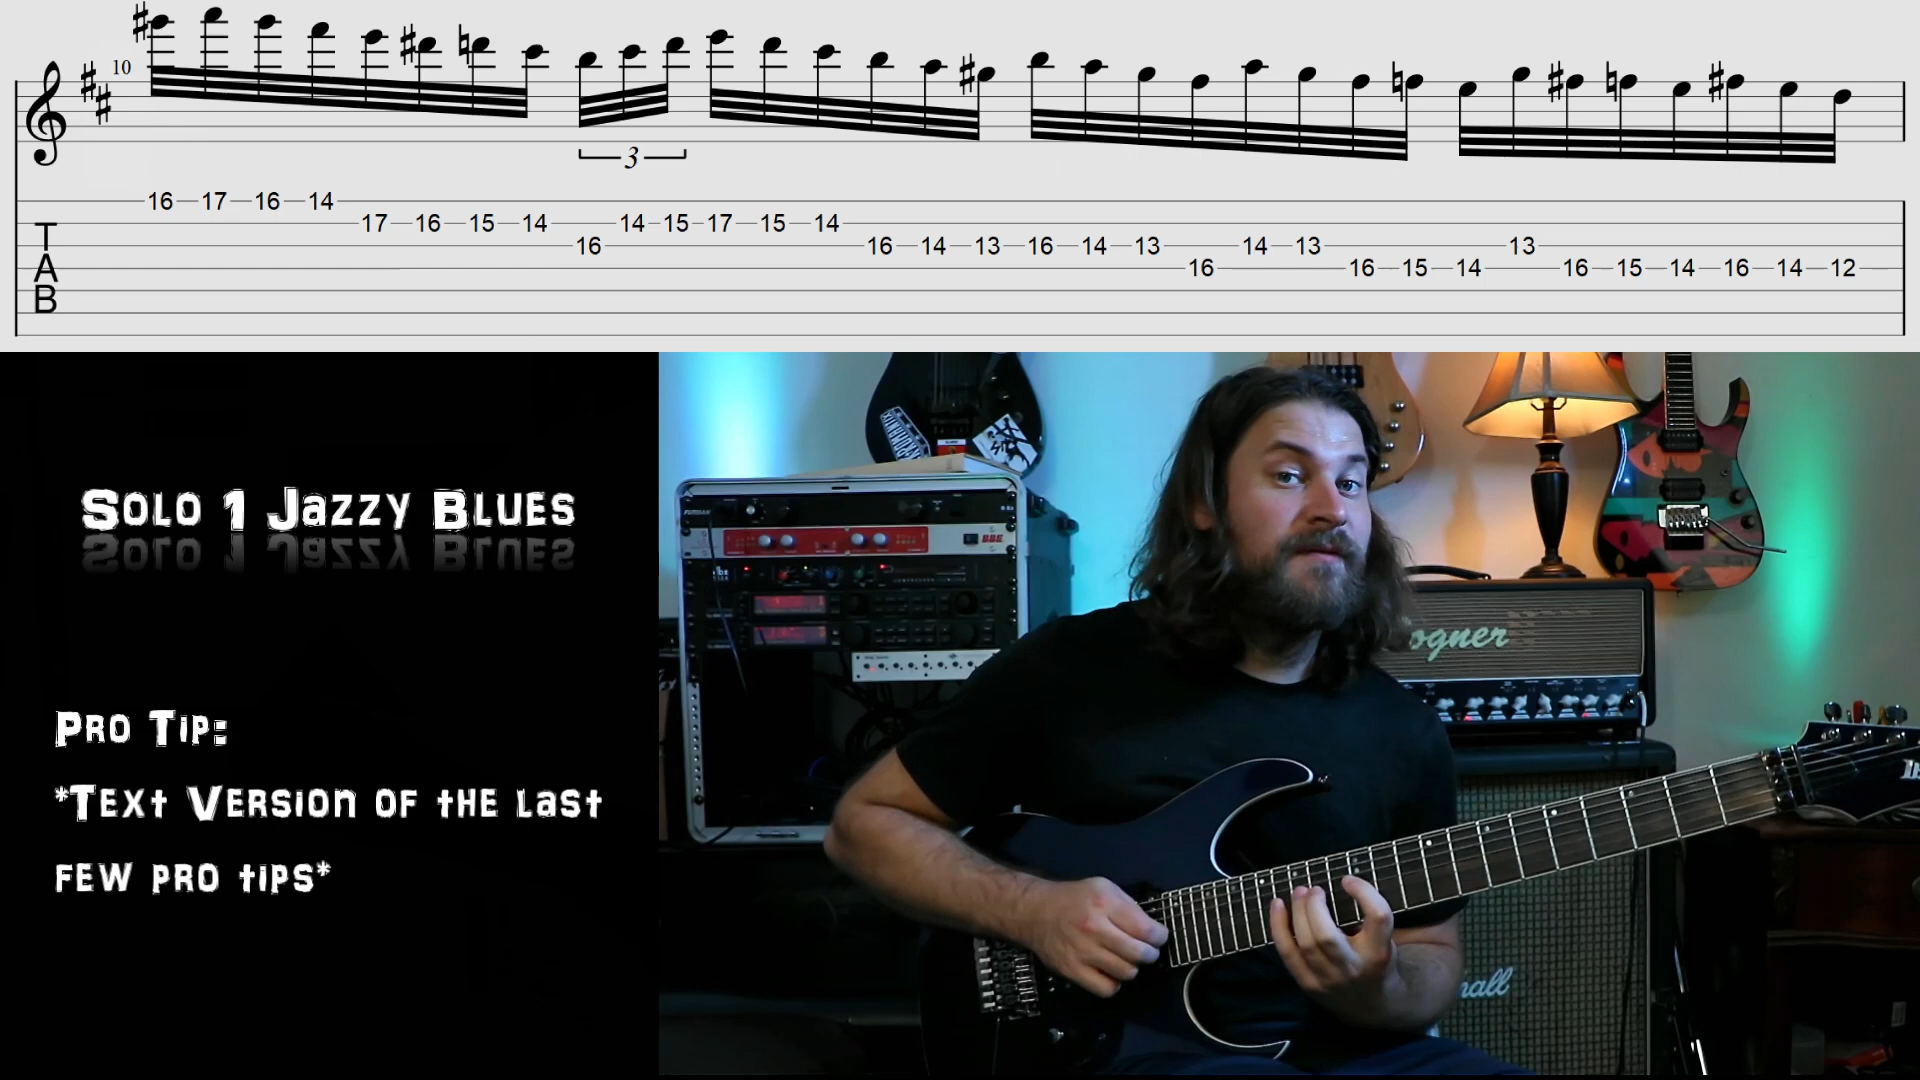 10
3
16 17 16 14
17 16 15 14 14 15 17 15 14
T 16 16 14 13 16 14 13 14 13 13
A 16 16 15 14 16 15 14 16 14 12
B
Solo 1 Jazzy Blues
Pro Tip:
*Text Version of the last
few pro tips*
BBE
ogner
all